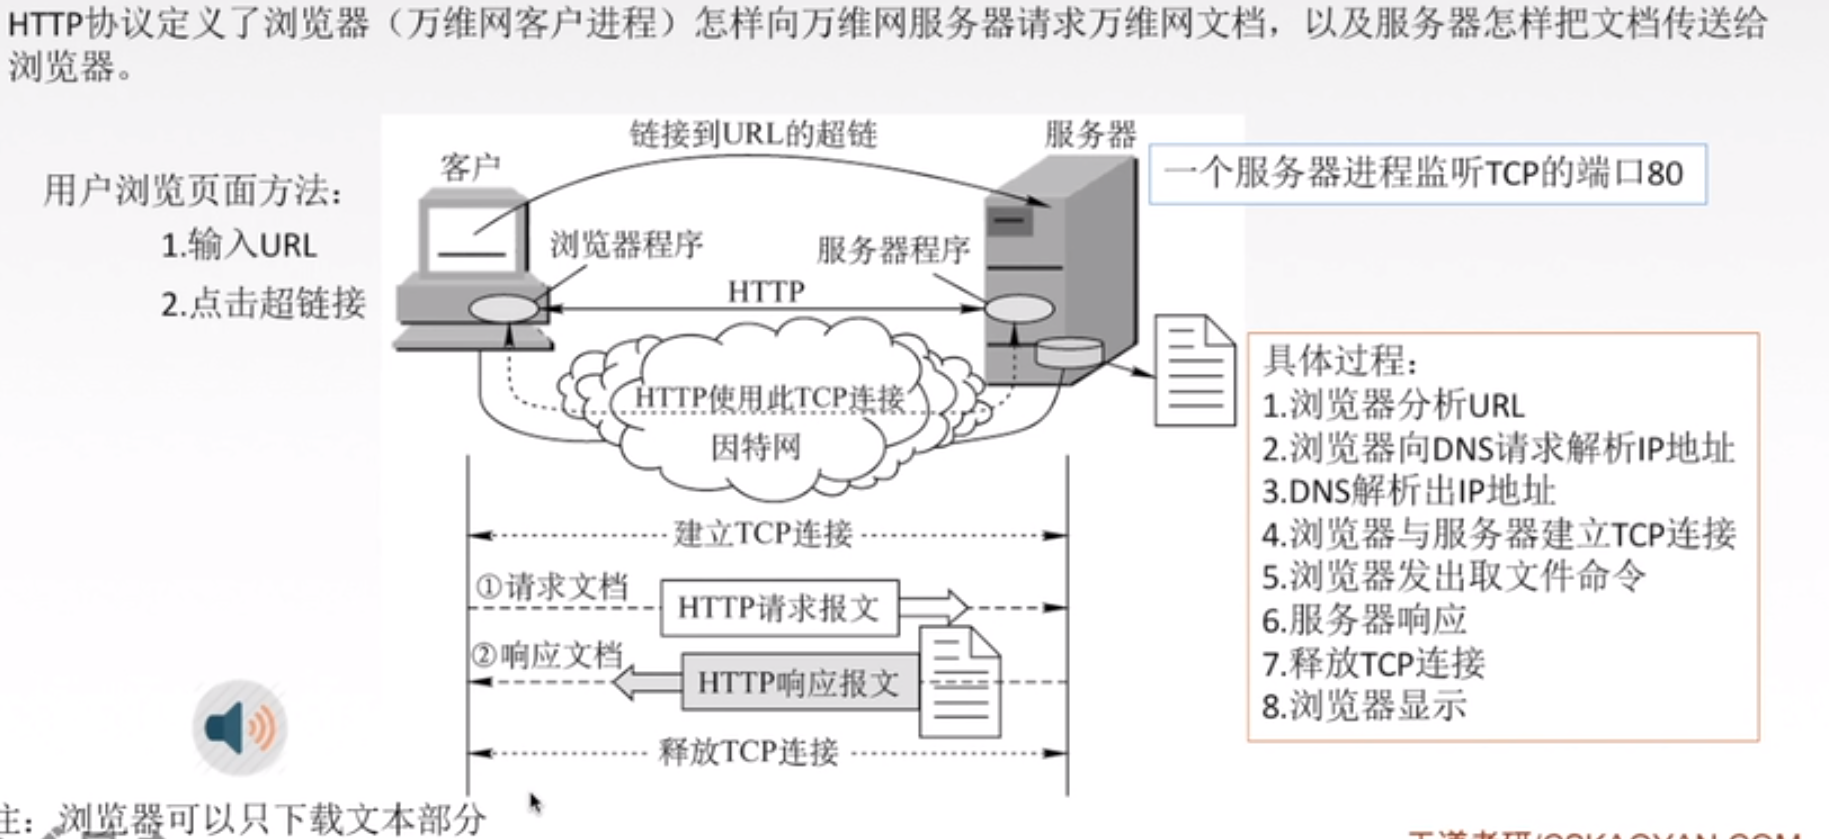 HTTP协议定义了浏览器（万维网客户进程）怎样向万维网服务器请求万维网文档，以及服务器怎样把文档传送给
浏览器。
链接到URL的超链
服务器
客户
一个服务器进程监听TCP的端口80
用户浏览页面方法：
1.输入URL
2.点击超链接
浏览器程序
服务器程序
HTTP
HTTP使用此TCP连接
因特网
具体过程：
1.浏览器分析URL
2.浏览器向DNS请求解析IP地址
3.DNS解析出IP地址
4.浏览器与服务器建立TCP连接
5.浏览器发出取文件命令
6.服务器响应
7.释放TCP连接
8.浏览器显示
建立TCP连接
①请求文档
HTTP请求报文
②响应文档
HTTP响应报文
释放TCP连接
注：浏览器可以只下载文本部分